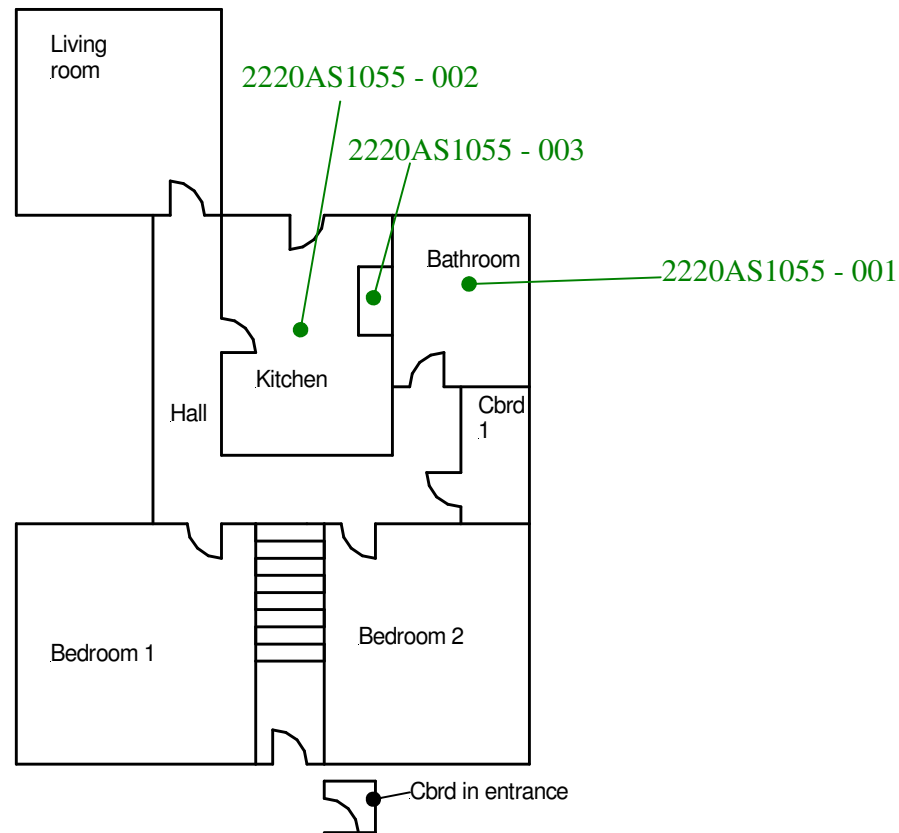 Living
room
2220AS1055 - 002
2220AS1055 - 003
Bathroom
2220AS1055 - 001
Kitchen
Hall
Cbrd
1
Bedroom 1
Bedroom 2
Cbrd in entrance